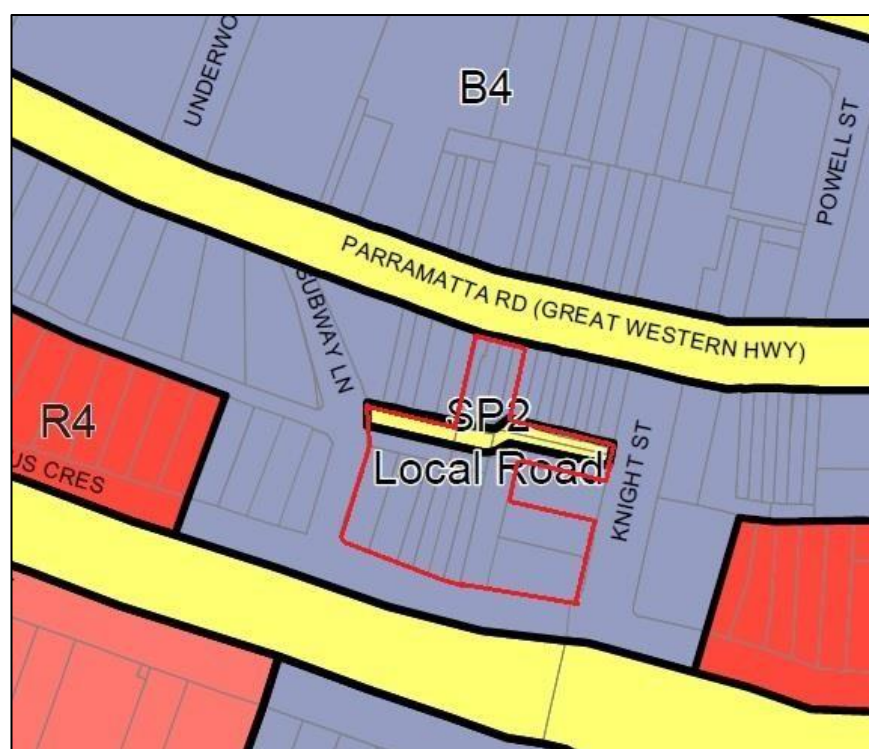 UNDERWO
B4
POWELL ST
PARRAMATTA RD (GREAT WESTERN HWY)
SUBWAY LN
SP2
Local Road
R4
US CRES
KNIGHT ST